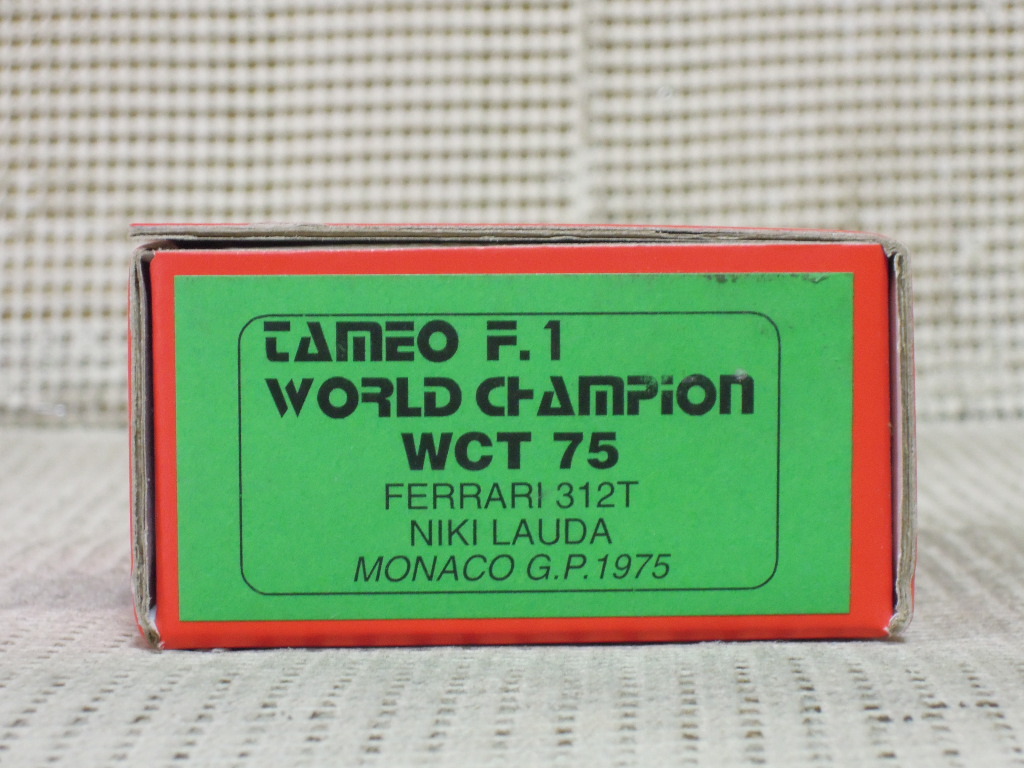 TAMEO F.1
WORLD CHAMPION
WCT 75
FERRARI 312T
NIKI LAUDA
MONACO G.P.1975